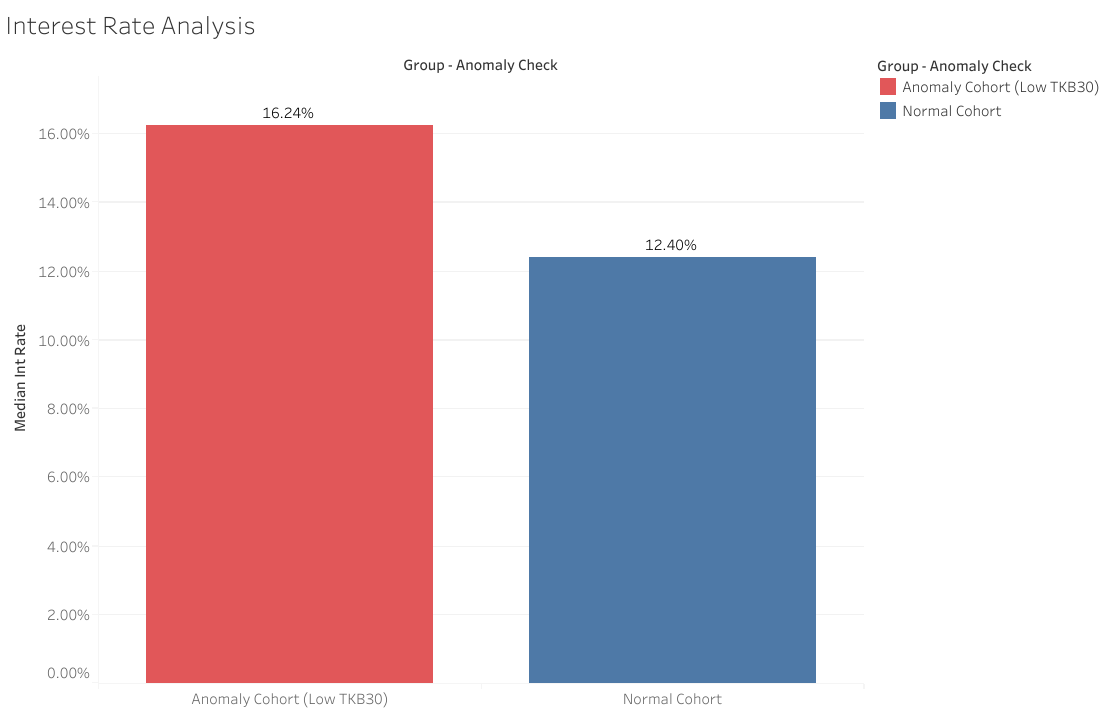 Interest Rate Analysis
Group - Anomaly Check
Group - Anomaly Check
Anomaly Cohort (Low TKB30)
Normal Cohort
16.24%
12.40%
Median Int Rate
16.00%
14.00%
12.00%
10.00%
8.00%
6.00%
4.00%
2.00%
0.00%
Anomaly Cohort (Low TKB30)
Normal Cohort